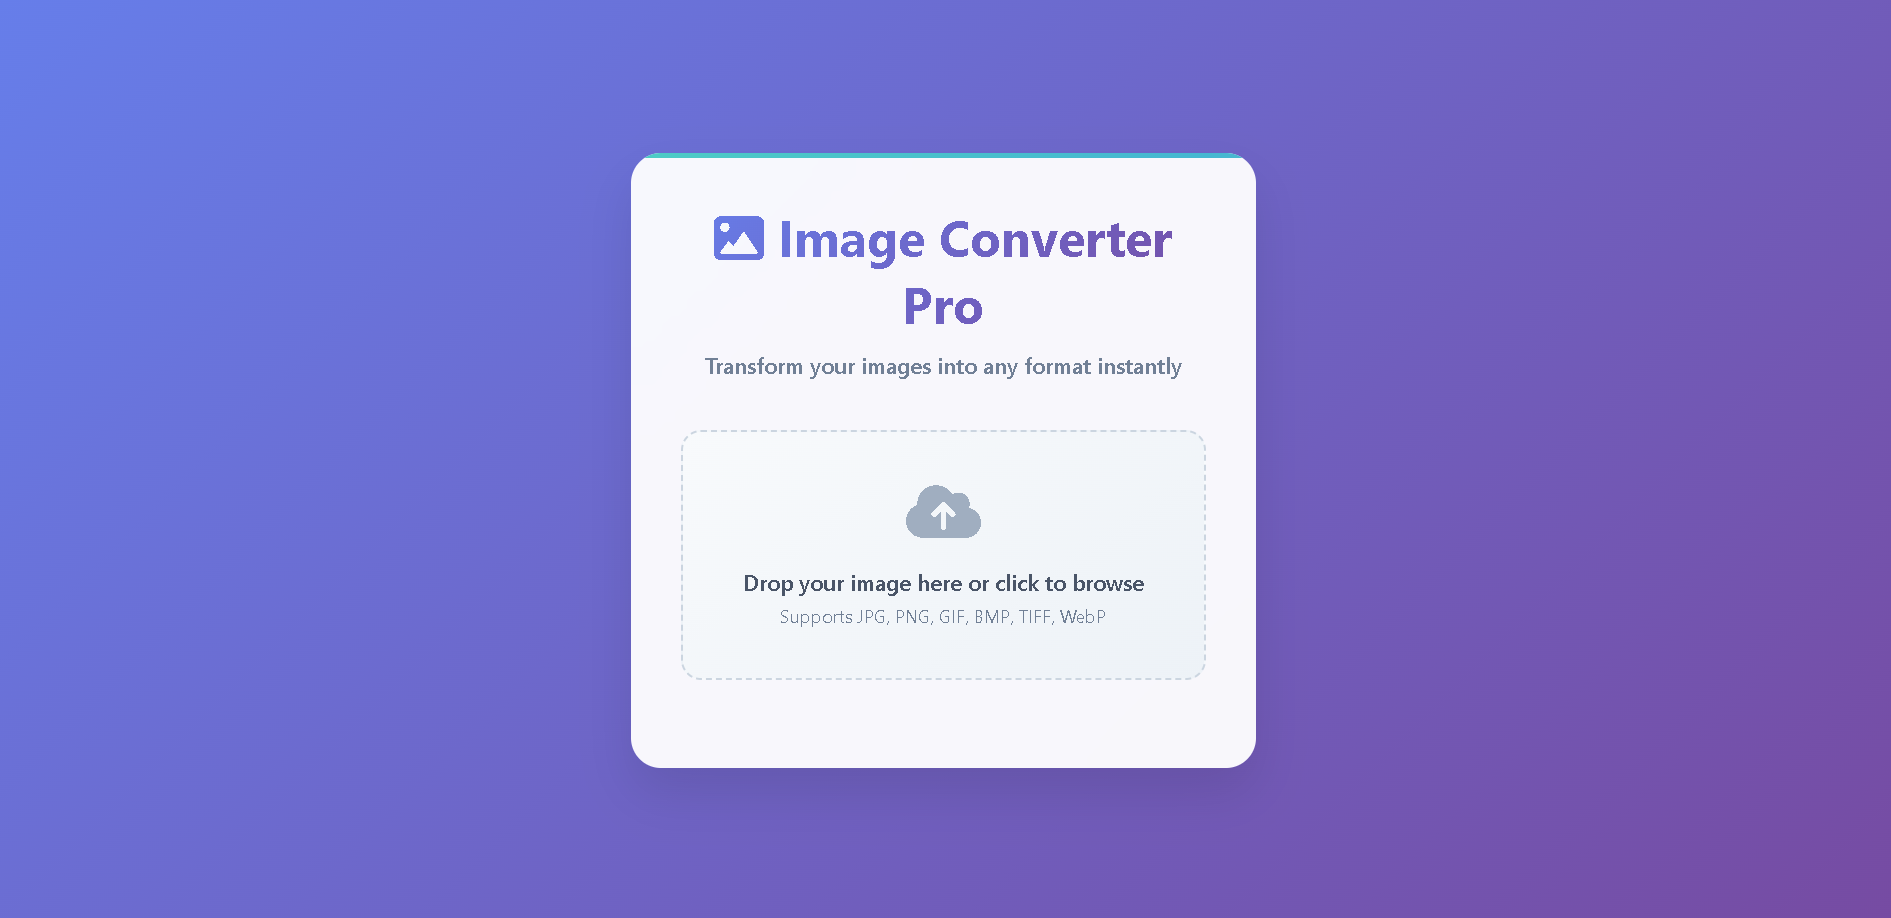 Image Converter
Pro
Transform your images into any format instantly
Drop your image here or click to browse
Supports JPG, PNG, GIF, BMP, TIFF, WebP